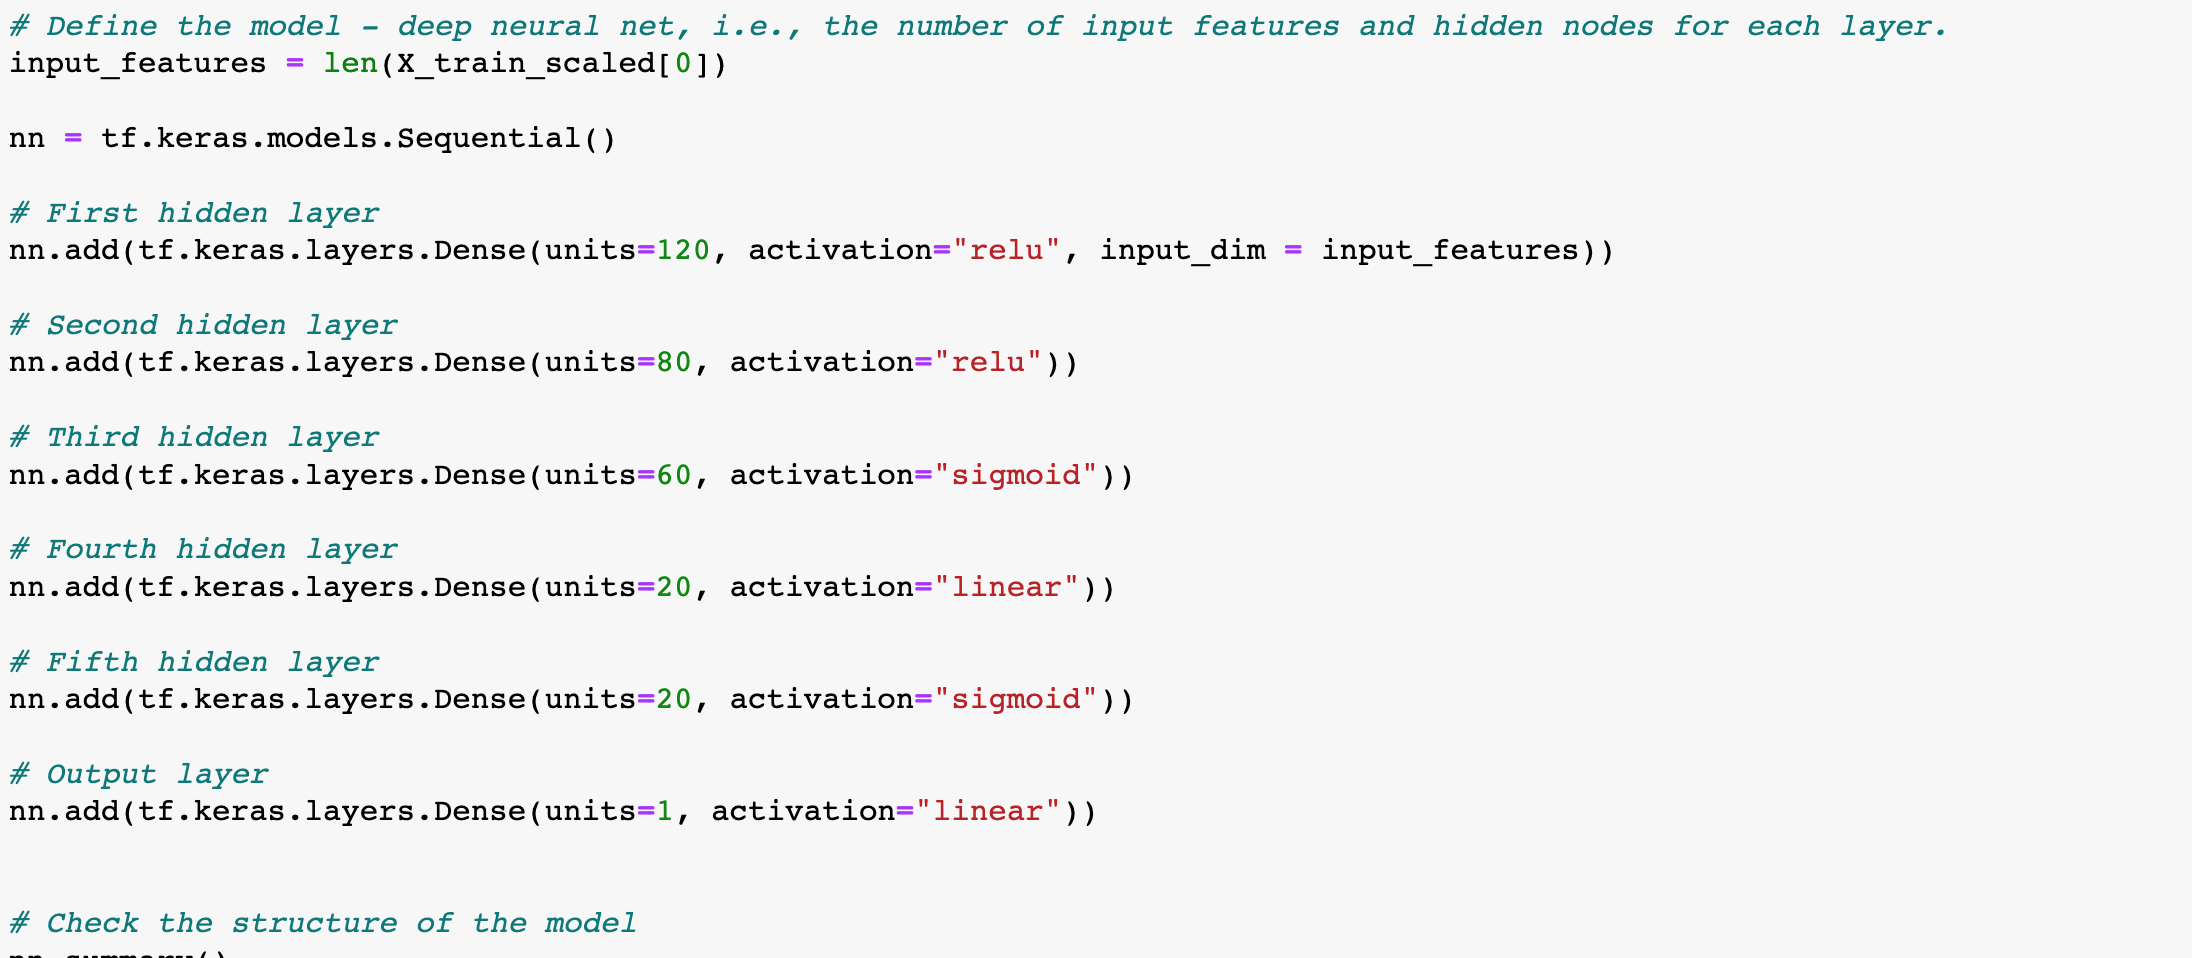 # Define the model - deep neural net, i.e., the number of input features and hidden nodes for each layer.
input_features = len(X_train_scaled[0])
nn = tf.keras.models.Sequential()
# First hidden layer
nn.add(tf.keras.layers.Dense(units=120, activation="relu", input_dim = input_features))
# Second hidden layer
nn.add(tf.keras.layers.Dense(units=80, activation="relu"))
# Third hidden layer
nn.add(tf.keras.layers.Dense(units=60, activation="sigmoid"))
# Fourth hidden layer
nn.add(tf.keras.layers.Dense(units=20, activation="linear"))
# Fifth hidden layer
nn.add(tf.keras.layers.Dense(units=20, activation="sigmoid"))
# Output layer
nn.add(tf.keras.layers.Dense(units=1, activation="linear"))
# Check the structure of the model
nn.summary()